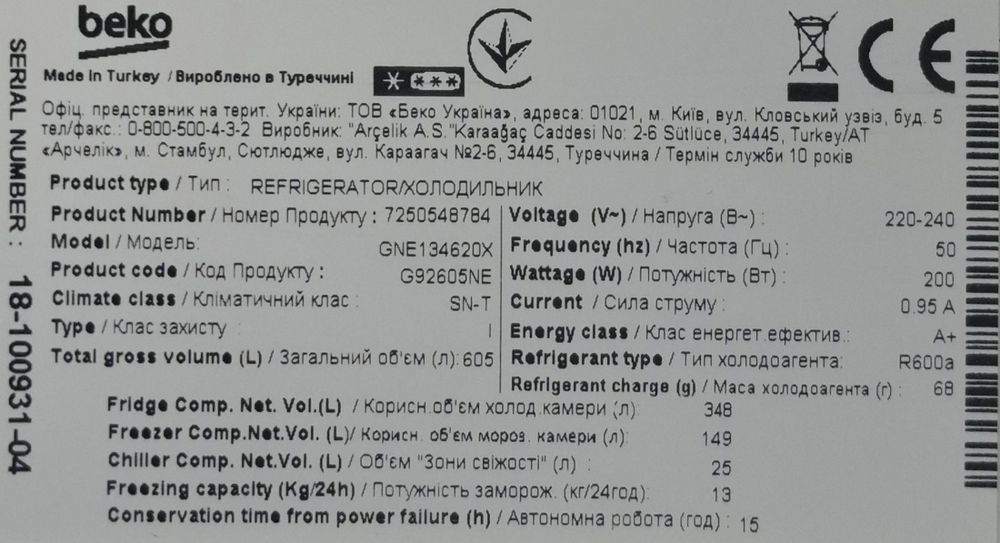 beko
CE
Made in Turkey / Вироблено в Туреччині
Офіц. представник на терит. України: ТОВ «Беко Україна», адреса: 01021, м. Київ, вул. Кловський узвіз, буд. 5
тел/факс.: 0-800-500-4-3-2 Виробник: "Arçelik A.S."Karaağaç Caddesi No: 2-6 Sütlüce, 34445, Turkey/АТ
«Арчелік», м. Стамбул, Сютлюдже, вул. Караагач №2-6, 34445, Туреччина / Термін служби 10 років
Product type / Тип : REFRIGERATOR/ХОЛОДИЛЬНИК
Product Number / Номер Продукту : 7250548784
Model / Модель: GNE134620X
Product code / Код Продукту : G92605NE
Climate class / Кліматичний клас : SN-T
Type / Клас захисту : I
Total gross volume (L) / Загальний об'єм (л): 605
Voltage (V~) / Напруга (В~) : 220-240
Frequency (hz) / Частота (Гц) : 50
Wattage (W) / Потужність (Вт) : 200
Current / Сила струму : 0.95 A
Energy class / Клас енергет.ефектив.: A+
Refrigerant type / Тип холодоагента: R600a
Refrigerant charge (g) / Маса холодоагента (г) : 68
Fridge Comp. Net. Vol.(L) / Корисн.об'єм холод.камери (л): 348
Freezer Comp.Net.Vol. (L)/ Корисн. об'єм мороз. камери (л): 149
Chiller Comp. Net.Vol. (L) / Об'єм "Зони свіжості" (л) : 25
Freezing capacity (Kg/24h) / Потужність заморож. (кг/24год): 13
Conservation time from power failure (h) / Автономна робота (год) : 15
SERIAL NUMBER : 18-100931-04